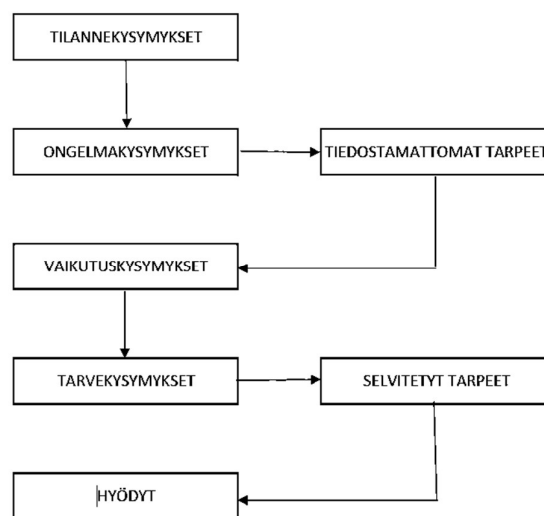 TILANNEKYSYMYKSET
ONGELMAKYSYMYKSET
TIEDOSTAMATTOMAT TARPEET
VAIKUTUSKYSYMYKSET
TARVEKYSYMYKSET
SELVITETYT TARPEET
HYÖDYT